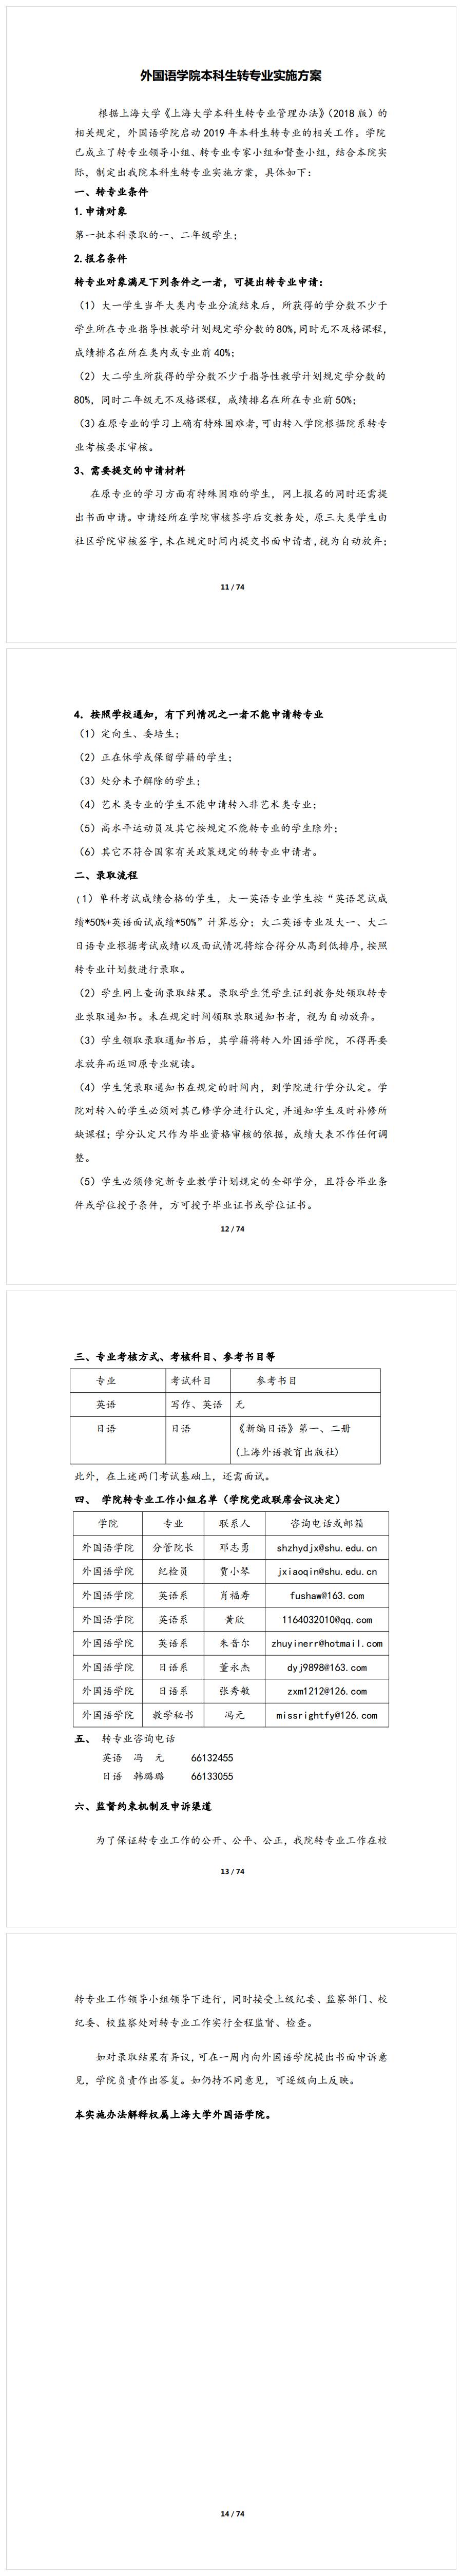 外国语学院本科生转专业实施方案
根据上海大学《上海大学本科生转专业管理办法》（2018 版）的
相关规定，外国语学院启动 2019 年本科生转专业的相关工作。学院
已成立了转专业领导小组、转专业专家小组和督查小组，结合本院实
际，制定出我院本科生转专业实施方案，具体如下：
一、转专业条件
1.申请对象
第一批本科录取的一、二年级学生；
2.报名条件
转专业对象满足下列条件之一者，可提出转专业申请：
（1）大一学生当年大类内专业分流结束后，所获得的学分数不少于
学生所在专业指导性教学计划规定学分数的 80%,同时无不及格课程，
成绩排名在所在类内或专业前 40%；
（2）大二学生所获得的学分数不少于指导性教学计划规定学分数的
80%，同时二年级无不及格课程，成绩排名在所在专业前 50%；
（3）在原专业的学习上确有特殊困难者，可由转入学院根据院系转专
业考核要求审核。
3、需要提交的申请材料
在原专业的学习方面有特殊困难的学生，网上报名的同时还需提
出书面申请。申请经所在学院审核签字后交教务处，原三大类学生由
社区学院审核签字，未在规定时间内提交书面申请者，视为自动放弃；
11 / 74
4．按照学校通知，有下列情况之一者不能申请转专业
（1）定向生、委培生；
（2）正在休学或保留学籍的学生；
（3）处分未予解除的学生；
（4）艺术类专业的学生不能申请转入非艺术类专业；
（5）高水平运动员及其它按规定不能转专业的学生除外；
（6）其它不符合国家有关政策规定的转专业申请者。
二、录取流程
（1）单科考试成绩合格的学生，大一英语专业学生按“英语笔试成
绩*50%+英语面试成绩*50%”计算总分；大二英语专业及大一、大二
日语专业根据考试成绩以及面试情况将综合得分从高到低排序，按照
转专业计划数进行录取。
（2）学生网上查询录取结果。录取学生凭学生证到教务处领取转专
业录取通知书。未在规定时间领取录取通知书者，视为自动放弃。
（3）学生领取录取通知书后，其学籍将转入外国语学院，不得再要
求放弃而返回原专业就读。
（4）学生凭录取通知书在规定的时间内，到学院进行学分认定。学
院对转入的学生必须对其已修学分进行认定，并通知学生及时补修所
缺课程；学分认定只作为毕业资格审核的依据，成绩大表不作任何调
整。
（5）学生必须修完新专业教学计划规定的全部学分，且符合毕业条
件或学位授予条件，方可授予毕业证书或学位证书。
12 / 74
三、专业考核方式、考核科目、参考书目等
专业 考试科目 参考书目
英语 写作、英语 无
日语 日语 《新编日语》第一、二册
(上海外语教育出版社)
此外，在上述两门考试基础上，还需面试。
四、 学院转专业工作小组名单（学院党政联席会议决定）
学院 专业 联系人 咨询电话或邮箱
外国语学院 分管院长 邓志勇 shzhydjx@shu.edu.cn
外国语学院 纪检员 贾小琴 jxiaoqin@shu.edu.cn
外国语学院 英语系 肖福寿 fushaw@163.com
外国语学院 英语系 黄欣 1164032010@qq.com
外国语学院 英语系 朱音尔 zhuyinerr@hotmail.com
外国语学院 日语系 董永杰 dyj9898@163.com
外国语学院 日语系 张秀敏 zxm1212@126.com
外国语学院 教学秘书 冯元 missrightfy@126.com
五、 转专业咨询电话
英语 冯 元 66132455
日语 韩璐璐 66133055
六、监督约束机制及申诉渠道
为了保证转专业工作的公开、公平、公正，我院转专业工作在校
13 / 74
转专业工作领导小组领导下进行，同时接受上级纪委、监察部门、校
纪委、校监察处对转专业工作实行全程监督、检查。
如对录取结果有异议，可在一周内向外国语学院提出书面申诉意
见，学院负责作出答复。如仍持不同意见，可逐级向上反映。
本实施办法解释权属上海大学外国语学院。
14 / 74